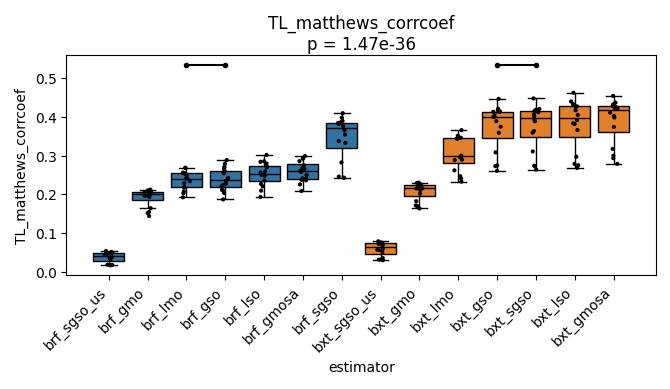 TL_matthews_corrcoef
p = 1.47e-36
TL_matthews_corrcoef
0.5
0.4
0.3
0.2
0.1
0.0
brf_sgso_us
brf_gmo
brf_lmo
brf_gso
brf_lso
brf_gmosa
brf_sgso
bxt_sgso_us
bxt_gmo
bxt_lmo
bxt_gso
bxt_sgso
bxt_lso
bxt_gmosa
estimator